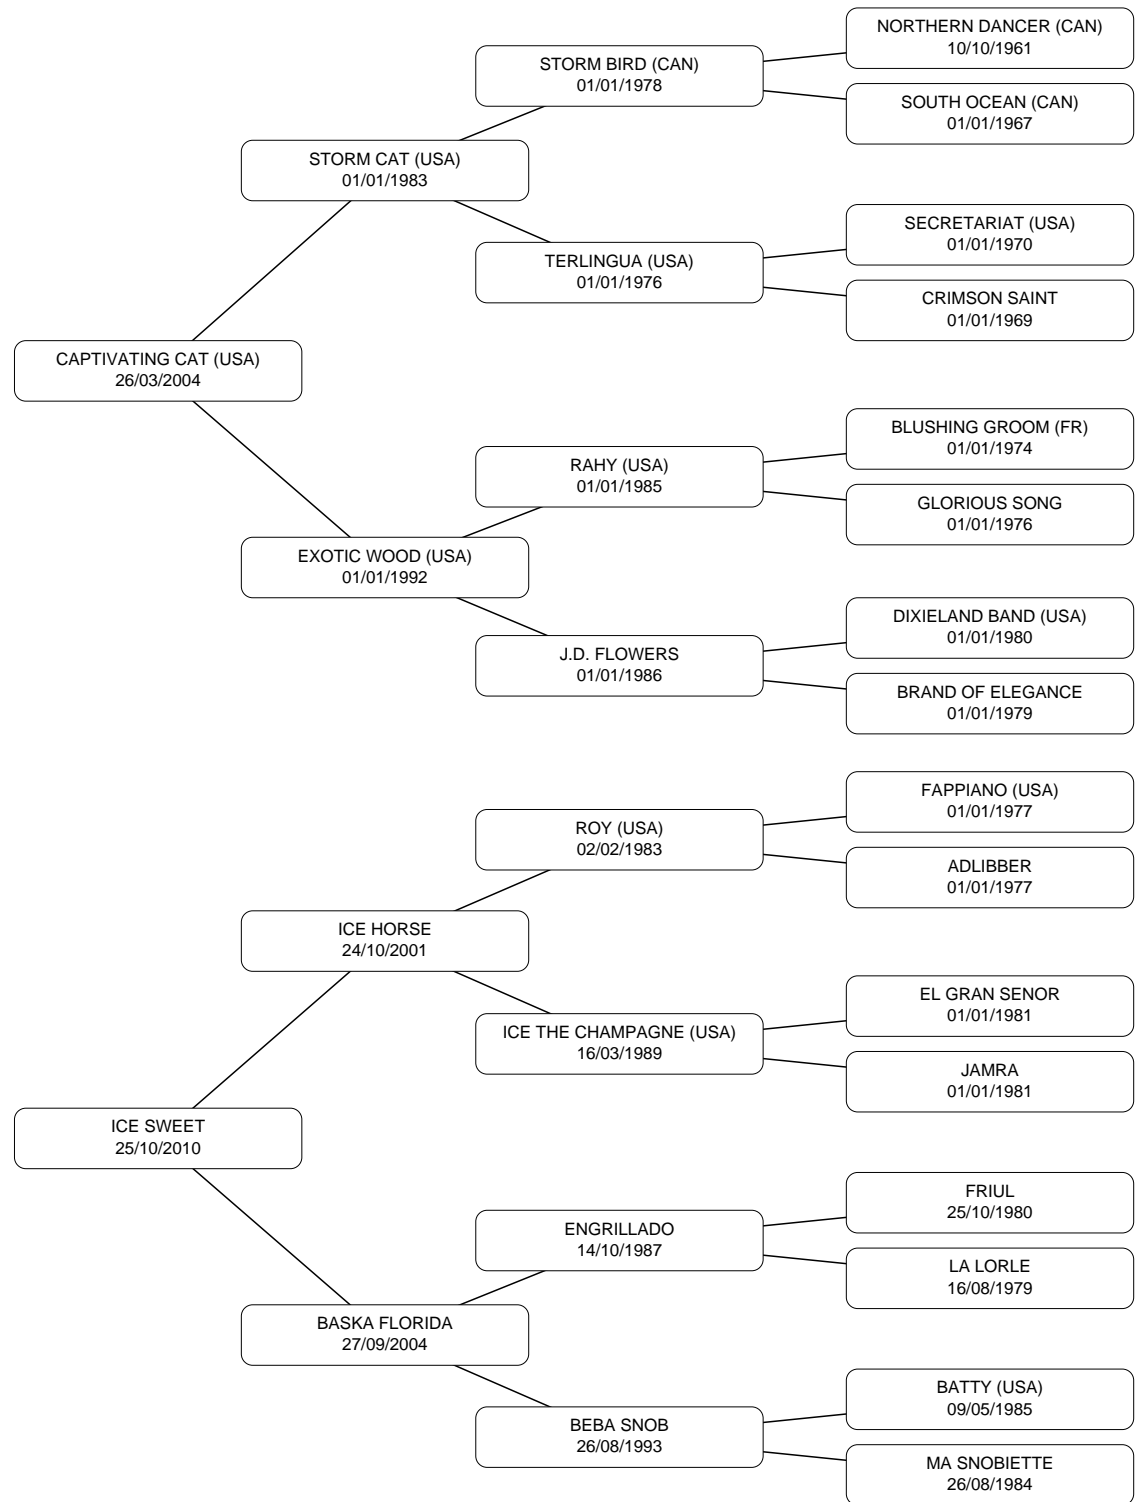 NORTHERN DANCER (CAN)
10/10/1961
STORM BIRD (CAN)
01/01/1978
SOUTH OCEAN (CAN)
01/01/1967
STORM CAT (USA)
01/01/1983
SECRETARIAT (USA)
01/01/1970
TERLINGUA (USA)
01/01/1976
CRIMSON SAINT
01/01/1969
CAPTIVATING CAT (USA)
26/03/2004
BLUSHING GROOM (FR)
01/01/1974
RAHY (USA)
01/01/1985
GLORIOUS SONG
01/01/1976
EXOTIC WOOD (USA)
01/01/1992
DIXIELAND BAND (USA)
01/01/1980
J.D. FLOWERS
01/01/1986
BRAND OF ELEGANCE
01/01/1979
FAPPIANO (USA)
01/01/1977
ROY (USA)
02/02/1983
ADLIBBER
01/01/1977
ICE HORSE
24/10/2001
EL GRAN SENOR
01/01/1981
ICE THE CHAMPAGNE (USA)
16/03/1989
JAMRA
01/01/1981
ICE SWEET
25/10/2010
FRIUL
25/10/1980
ENGRILLADO
14/10/1987
LA LORLE
16/08/1979
BASKA FLORIDA
27/09/2004
BATTY (USA)
09/05/1985
BEBA SNOB
26/08/1993
MA SNOBIETTE
26/08/1984